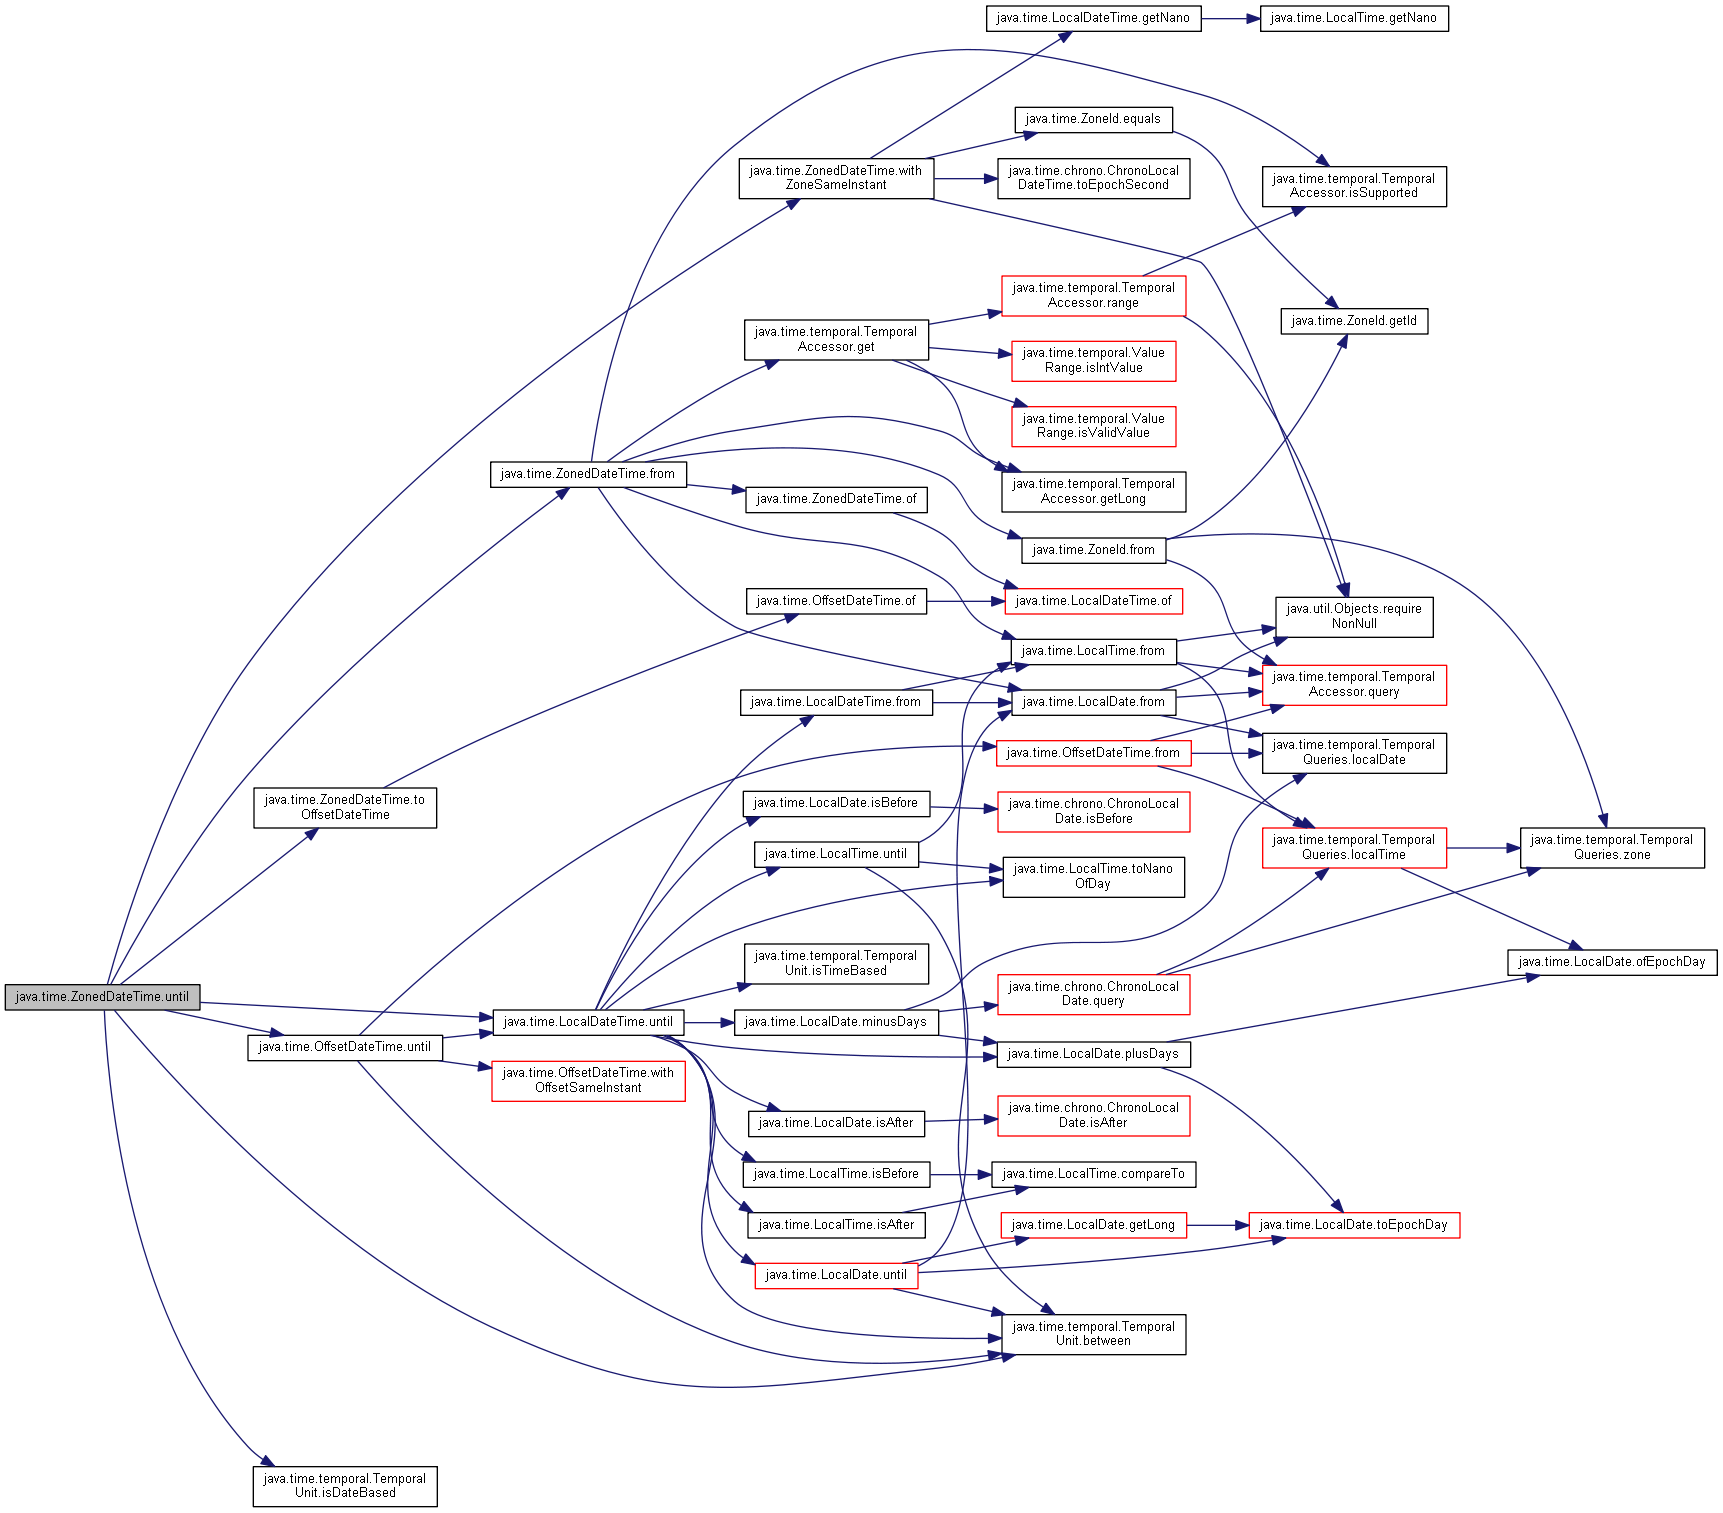 java.time.LocalDateTime.getNano
java.time.LocalTime.getNano
java.time.ZoneId.equals
java.time.ZonedDateTime.with
ZoneSameInstant
java.time.chrono.ChronoLocal
DateTime.toEpochSecond
java.time.temporal.Temporal
Accessor.isSupported
java.time.temporal.Temporal
Accessor.range
java.time.ZoneId.getId
java.time.temporal.Temporal
Accessor.get
java.time.temporal.Value
Range.isIntValue
java.time.temporal.Value
Range.isValidValue
java.time.ZonedDateTime.from
java.time.temporal.Temporal
Accessor.getLong
java.time.ZonedDateTime.of
java.time.ZoneId.from
java.time.OffsetDateTime.of
java.time.LocalDateTime.of
java.util.Objects.require
NonNull
java.time.LocalTime.from
java.time.temporal.Temporal
Accessor.query
java.time.LocalDateTime.from
java.time.LocalDate.from
java.time.OffsetDateTime.from
java.time.temporal.Temporal
Queries.localDate
java.time.ZonedDateTime.to
OffsetDateTime
java.time.LocalDate.isBefore
java.time.chrono.ChronoLocal
Date.isBefore
java.time.LocalTime.until
java.time.temporal.Temporal
Queries.localTime
java.time.temporal.Temporal
Queries.zone
java.time.LocalTime.toNano
OfDay
java.time.temporal.Temporal
Unit.isTimeBased
java.time.LocalDate.ofEpochDay
java.time.ZonedDateTime.until
java.time.chrono.ChronoLocal
Date.query
java.time.LocalDateTime.until
java.time.LocalDate.minusDays
java.time.OffsetDateTime.until
java.time.LocalDate.plusDays
java.time.OffsetDateTime.with
OffsetSameInstant
java.time.LocalDate.isAfter
java.time.chrono.ChronoLocal
Date.isAfter
java.time.LocalTime.isBefore
java.time.LocalTime.compareTo
java.time.LocalTime.isAfter
java.time.LocalDate.getLong
java.time.LocalDate.toEpochDay
java.time.LocalDate.until
java.time.temporal.Temporal
Unit.between
java.time.temporal.Temporal
Unit.isDateBased